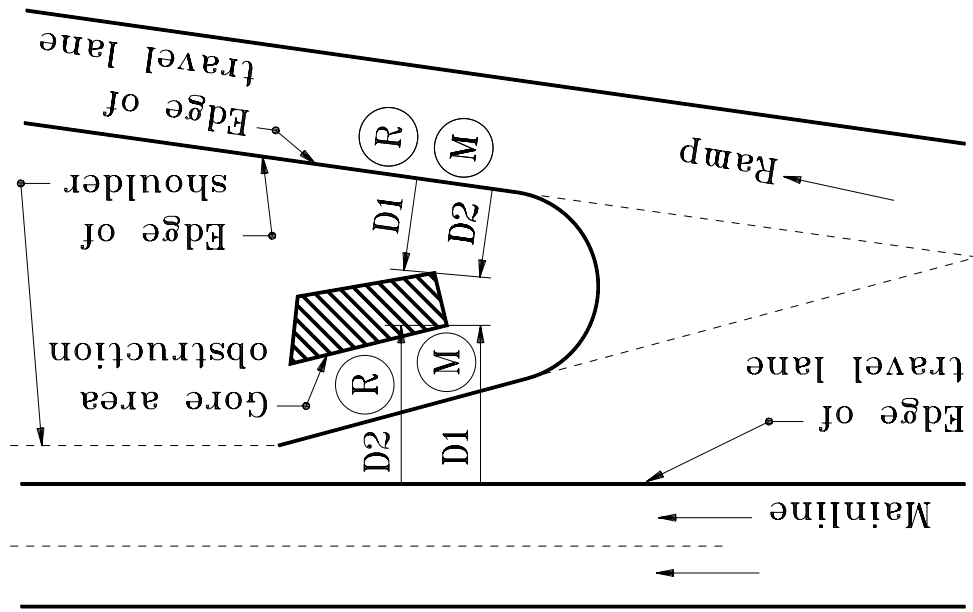 Mainline
Edge of
travel lane
D1
D2
Gore area
obstruction
M
R
Edge of
shoulder
D2
D1
Ramp
M
R
Edge of
travel lane